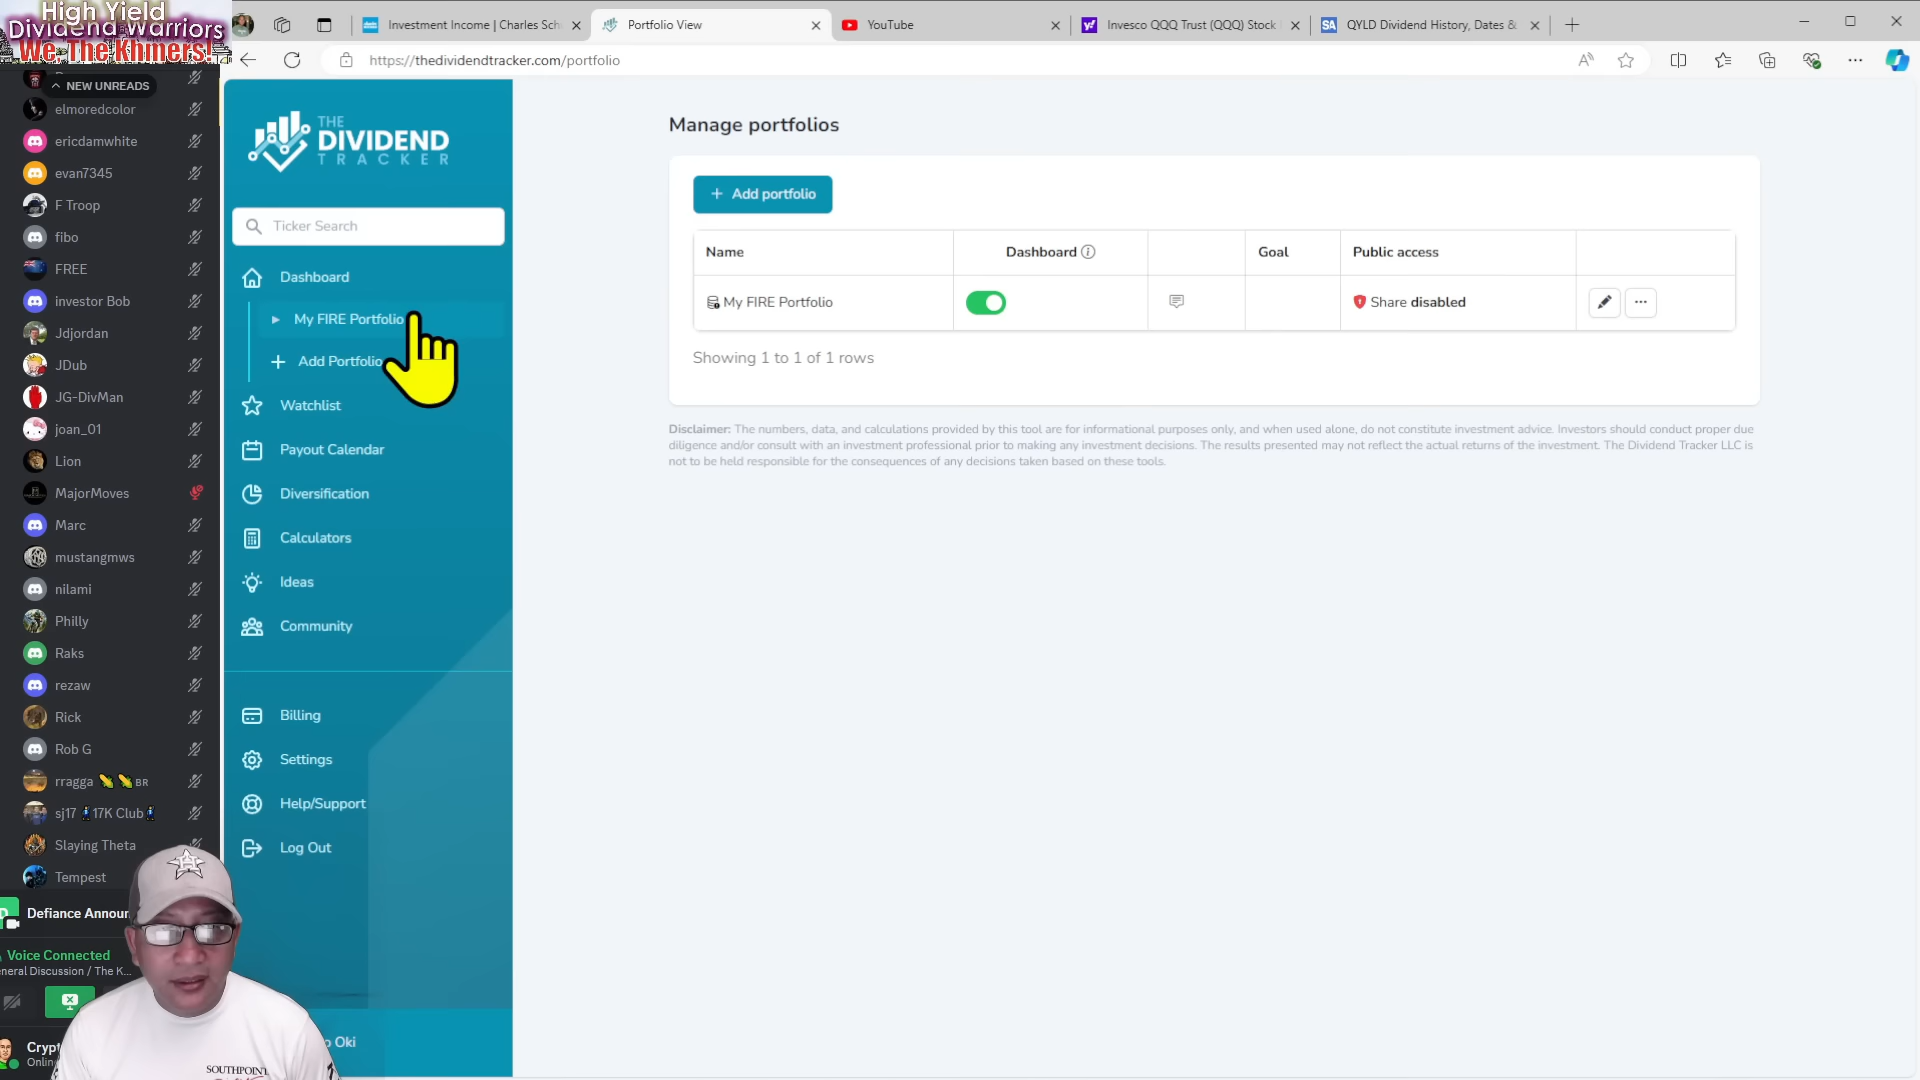 High Yield
Dividend Warriors
We The Khmers!
NEW UNREADS
elmoredcolor
ericdamwhite
evan7345
F Troop
fibo
FREE
investor Bob
Jdjordan
JDub
JG-DivMan
joan_01
Lion
MajorMoves
Marc
mustangmws
nilami
Philly
Raks
rezaw
Rick
Rob G
rragga 🌽🌽 BR
sj17 17K Club
Slaying Theta
Tempest
Defiance Announ
Voice Connected
eneral Discussion / The K...
Crypt
Onlin
SOUTHPOINT
Investment Income | Charles Sch
Portfolio View
YouTube
Invesco QQQ Trust (QQQ) Stock
SA
QYLD Dividend History, Dates &
https://thedividendtracker.com/portfolio
THE
DIVIDEND
TRACKER
Ticker Search
Dashboard
My FIRE Portfolio
Add Portfolio
Watchlist
Payout Calendar
Diversification
Calculators
Ideas
Community
Billing
Settings
Help/Support
Log Out
o Oki
Manage portfolios
+ Add portfolio
Name Dashboard Goal Public access
My FIRE Portfolio Share disabled
Showing 1 to 1 of 1 rows
Disclaimer: The numbers, data, and calculations provided by this tool are for informational purposes only, and when used alone, do not constitute investment advice. Investors should conduct proper due
diligence and/or consult with an investment professional prior to making any investment decisions. The results presented may not reflect the actual returns of the investment. The Dividend Tracker LLC is
not to be held responsible for the consequences of any decisions taken based on these tools.